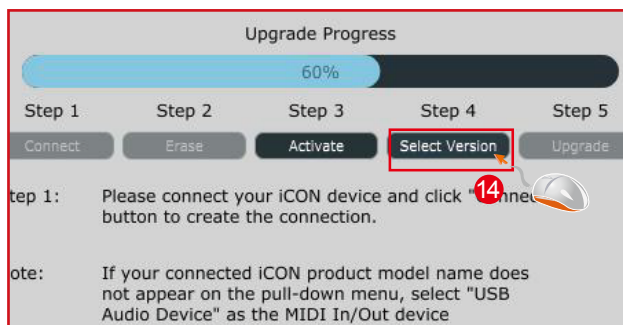 Upgrade Progress
60%
Step 1 Step 2 Step 3 Step 4 Step 5
Connect Erase Activate Select Version Upgrade
tep 1: Please connect your iCON device and click "
14
button to create the connection.
ote: If your connected iCON product model name does
not appear on the pull-down menu, select "USB
Audio Device" as the MIDI In/Out device